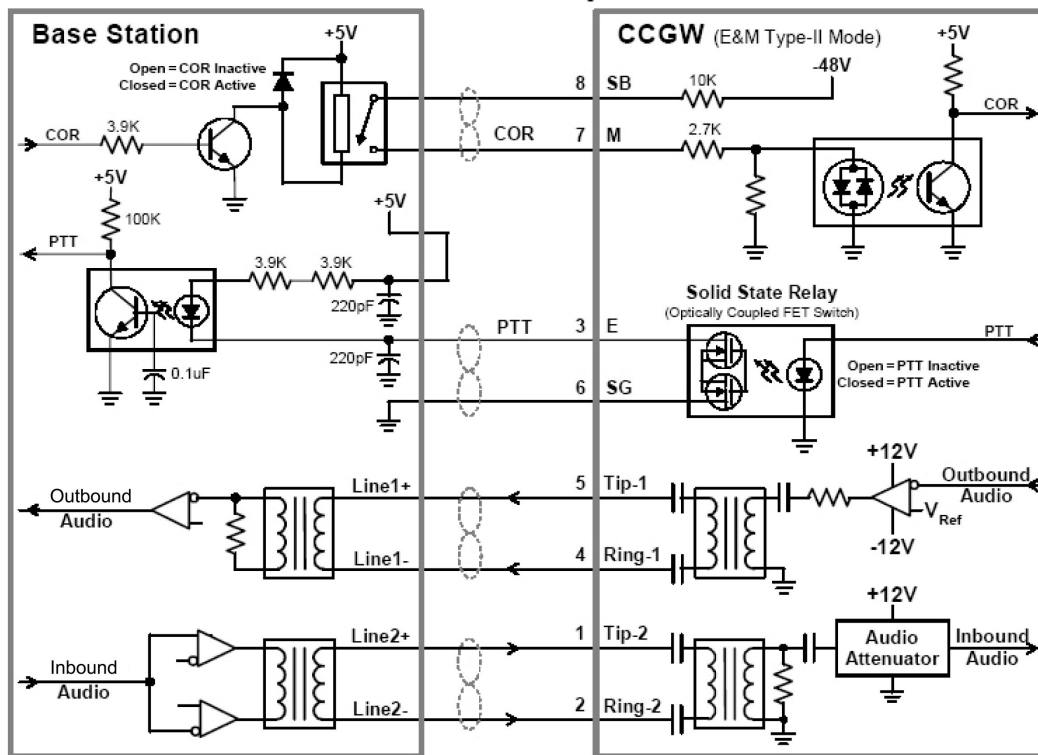 Base Station
+5V
Open = COR Inactive
Closed = COR Active
COR
3.9K
+5V
100K
PTT
+5V
3.9K
3.9K
220pF
220pF
0.1uF
COR
PTT
8 SB
7 M
3 E
6 SG
CCGW (E&M Type-II Mode)
-48V
+5V
10K
2.7K
COR
Solid State Relay
(Optically Coupled FET Switch)
PTT
Open = PTT Inactive
Closed = PTT Active
Outbound
Audio
Line1+
Line1-
5 Tip-1
4 Ring-1
+12V
Outbound
Audio
VRef
-12V
Inbound
Audio
Line2+
Line2-
1 Tip-2
2 Ring-2
+12V
Audio
Attenuator
Inbound
Audio